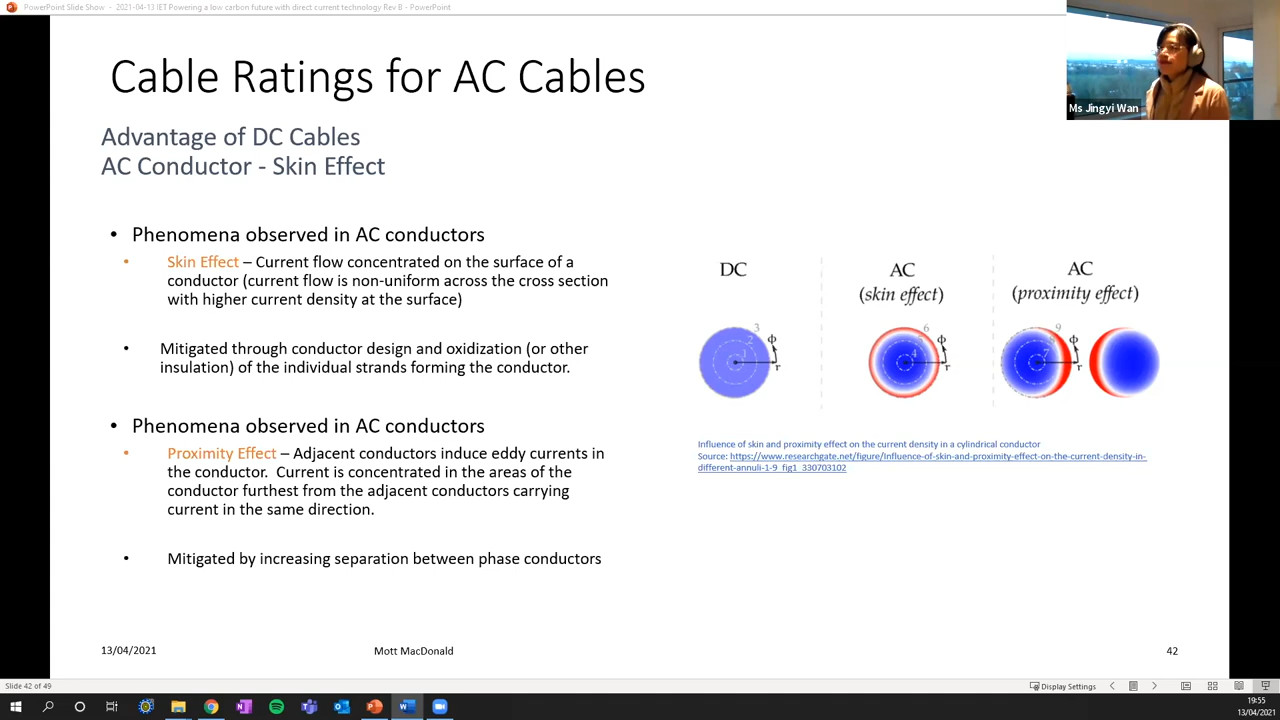 PowerPoint Slide Show - 2021-04-13 IET Powering a low carbon future with direct current technology Rev B - PowerPoint
Ms Jingyi Wan
Cable Ratings for AC Cables
Advantage of DC Cables
AC Conductor - Skin Effect
• Phenomena observed in AC conductors
• Skin Effect – Current flow concentrated on the surface of a
conductor (current flow is non-uniform across the cross section
with higher current density at the surface)
• Mitigated through conductor design and oxidization (or other
insulation) of the individual strands forming the conductor.
• Phenomena observed in AC conductors
• Proximity Effect – Adjacent conductors induce eddy currents in
the conductor. Current is concentrated in the areas of the
conductor furthest from the adjacent conductors carrying
current in the same direction.
• Mitigated by increasing separation between phase conductors
DC
AC
(skin effect)
AC
(proximity effect)
3
2
1
ϕ
r
6
4
ϕ
r
9
8
7
ϕ
r
Influence of skin and proximity effect on the current density in a cylindrical conductor
Source: https://www.researchgate.net/figure/Influence-of-skin-and-proximity-effect-on-the-current-density-in-
different-annuli-1-9_fig1_330703102
13/04/2021
Mott MacDonald
42
Slide 42 of 49
Display Settings
19:55
13/04/2021